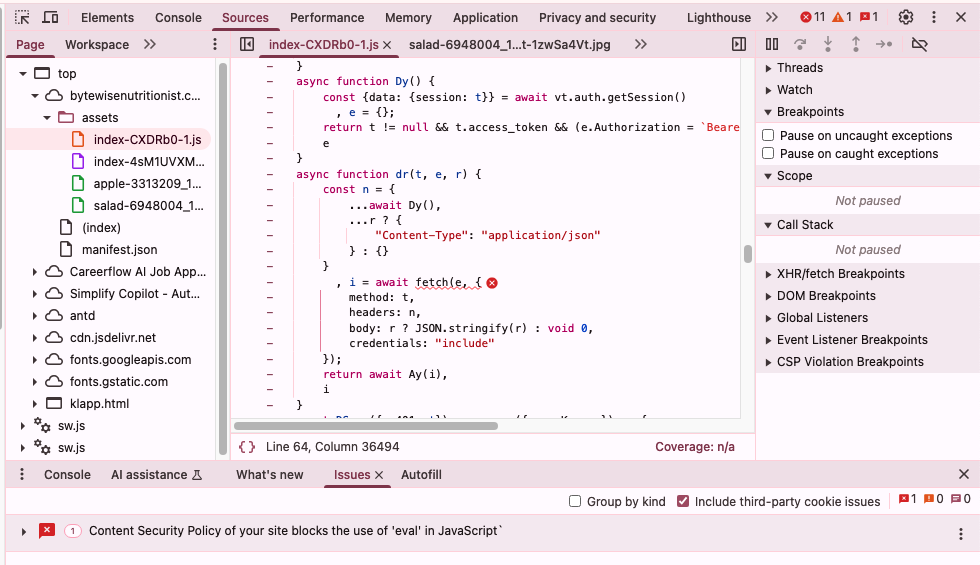 Elements Console Sources Performance Memory Application Privacy and security Lighthouse 11 1 1
Page Workspace index-CXDRb0-1.js salad-6948004_1...t-1zwSa4Vt.jpg
top
bytewisenutritionist.c...
assets
index-CXDRb0-1.js
index-4sM1UVXM...
apple-3313209_1...
salad-6948004_1...
(index)
manifest.json
Careerflow AI Job App...
Simplify Copilot - Aut...
antd
cdn.jsdelivr.net
fonts.googleapis.com
fonts.gstatic.com
klapp.html
sw.js
sw.js
}
async function Dy() {
const {data: {session: t}} = await vt.auth.getSession()
, e = {};
return t != null && t.access_token && (e.Authorization = `Beare
e
}
async function dr(t, e, r) {
const n = {
...await Dy(),
...r ? {
"Content-Type": "application/json"
} : {}
}
, i = await fetch(e, {
method: t,
headers: n,
body: r ? JSON.stringify(r) : void 0,
credentials: "include"
});
return await Ay(i),
i
}
{} Line 64, Column 36494 Coverage: n/a
Threads
Watch
Breakpoints
Pause on uncaught exceptions
Pause on caught exceptions
Scope
Not paused
Call Stack
Not paused
XHR/fetch Breakpoints
DOM Breakpoints
Global Listeners
Event Listener Breakpoints
CSP Violation Breakpoints
Console AI assistance What's new Issues Autofill
Group by kind Include third-party cookie issues 1 0 0
1 Content Security Policy of your site blocks the use of 'eval' in JavaScript`